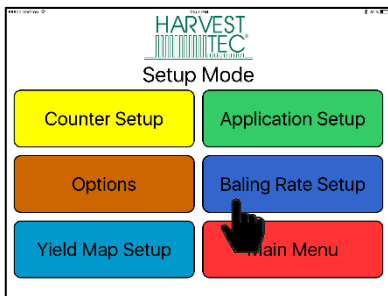 HARVEST
TEC
Setup Mode
Counter Setup
Application Setup
Options
Baling Rate Setup
Yield Map Setup
Main Menu